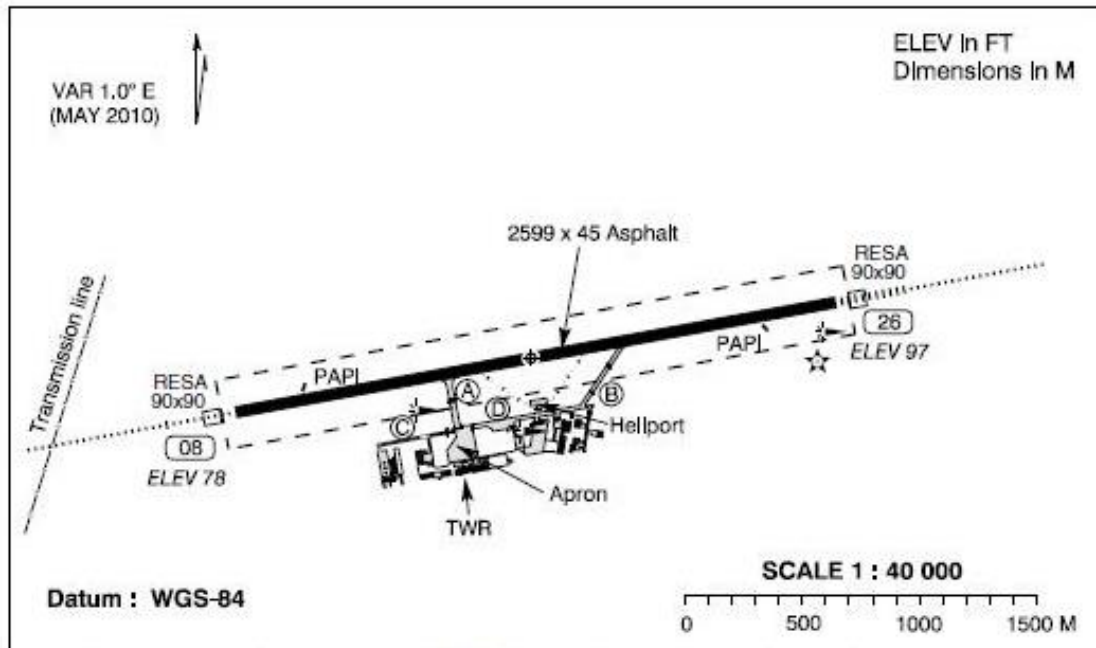 ELEV in FT
Dimensions in M
VAR 1.0° E
(MAY 2010)
2599 x 45 Asphalt
RESA
90x90
Transmission line
26
PAPI
ELEV 97
PAPI
RESA
90x90
A
B
C
D
Heliport
08
ELEV 78
Apron
TWR
SCALE 1 : 40 000
Datum : WGS-84
0 500 1000 1500 M